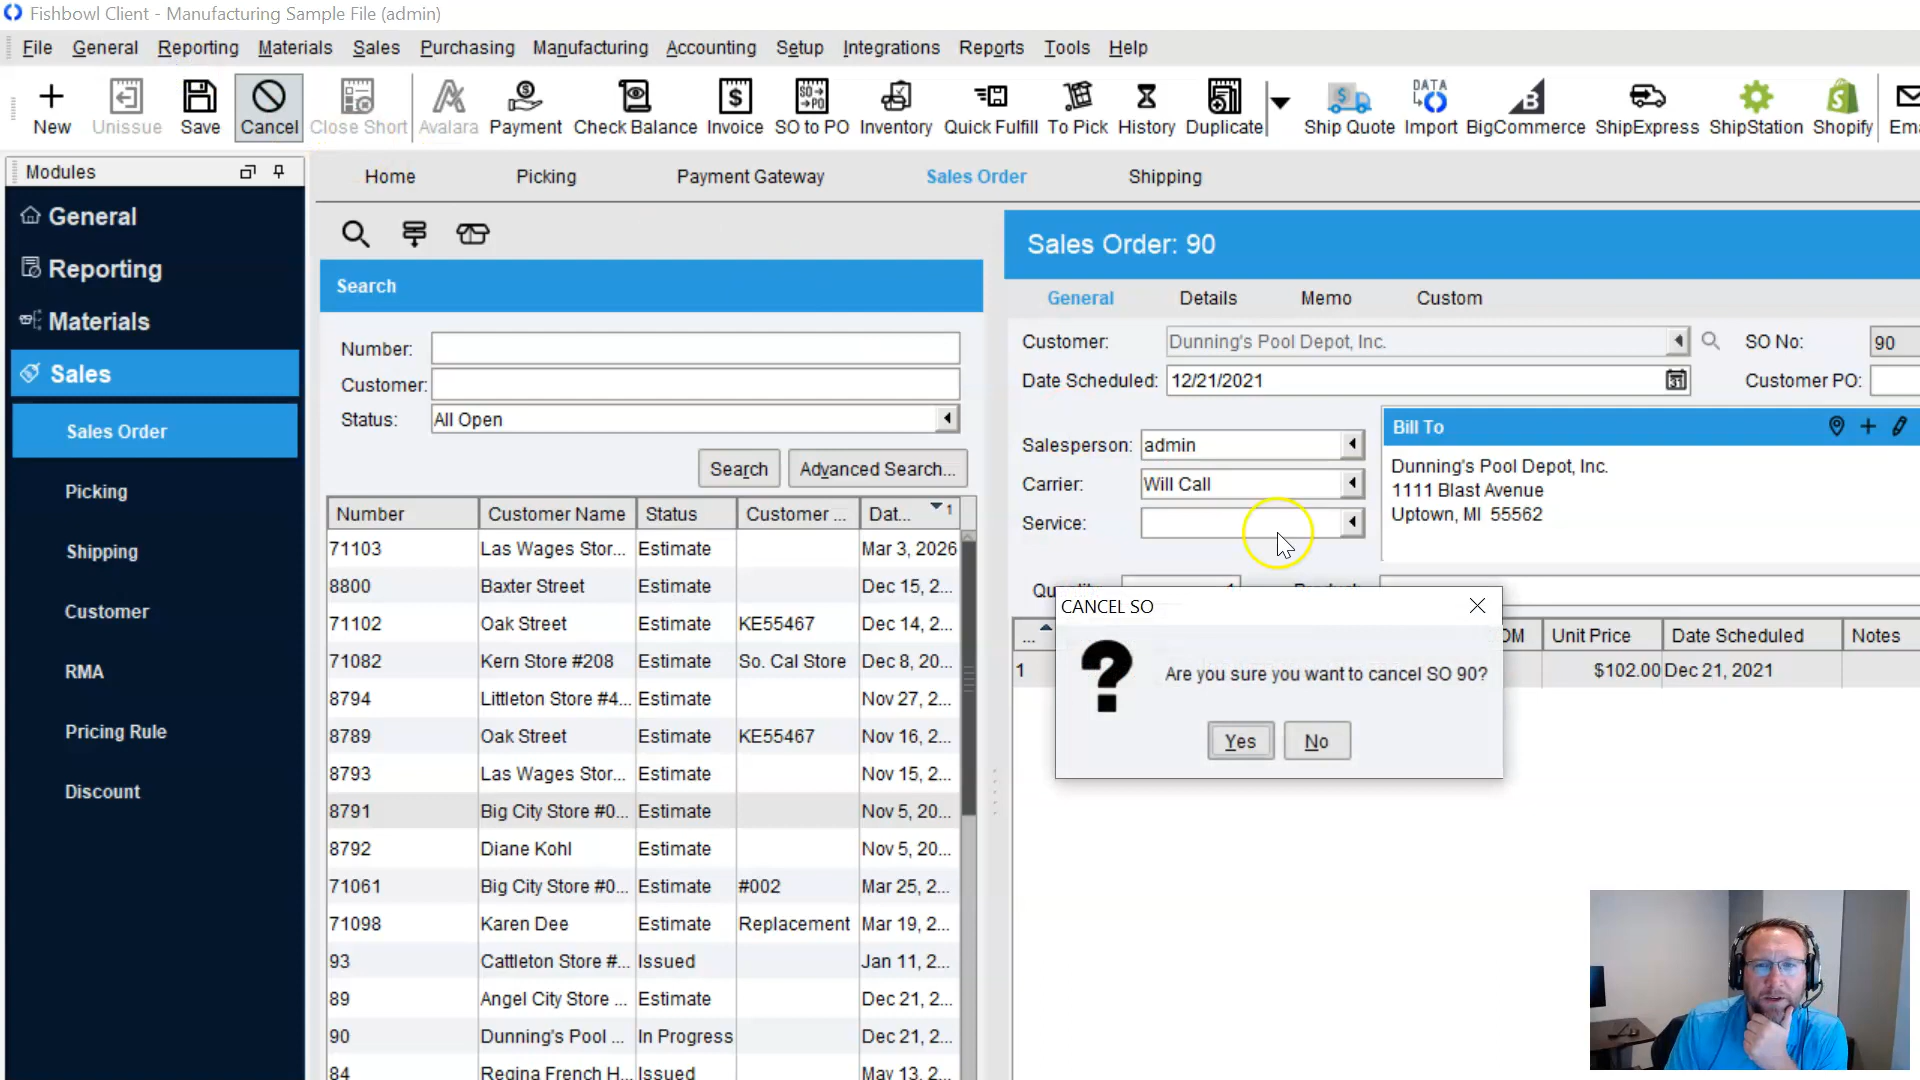 Fishbowl Client - Manufacturing Sample File (admin)
File General Reporting Materials Sales Purchasing Manufacturing Accounting Setup Integrations Reports Tools Help
New Unissue Save Cancel Close Short Avalara Payment Check Balance Invoice SO to PO Inventory Quick Fulfill To Pick History Duplicate Ship Quote Import BigCommerce ShipExpress ShipStation Shopify Ema
Modules
General
Reporting
Materials
Sales
Sales Order
Picking
Shipping
Customer
RMA
Pricing Rule
Discount
Home Picking Payment Gateway Sales Order Shipping
Search
Number:
Customer:
Status: All Open
Search Advanced Search...
Number Customer Name Status Customer ... Dat... 1
71103 Las Wages Stor... Estimate Mar 3, 2026
8800 Baxter Street Estimate Dec 15, 2...
71102 Oak Street Estimate KE55467 Dec 14, 2...
71082 Kern Store #208 Estimate So. Cal Store Dec 8, 20...
8794 Littleton Store #4... Estimate Nov 27, 2...
8789 Oak Street Estimate KE55467 Nov 16, 2...
8793 Las Wages Stor... Estimate Nov 15, 2...
8791 Big City Store #0... Estimate Nov 5, 20...
8792 Diane Kohl Estimate Nov 5, 20...
71061 Big City Store #0... Estimate #002 Mar 25, 2...
71098 Karen Dee Estimate Replacement Mar 19, 2...
93 Cattleton Store #... Issued Jan 11, 2...
89 Angel City Store ... Estimate Dec 21, 2...
90 Dunning's Pool ... In Progress Dec 21, 2...
84 Regina French H... Issued May 13, 2...
Sales Order: 90
General Details Memo Custom
Customer: Dunning's Pool Depot, Inc. SO No: 90
Date Scheduled: 12/21/2021 Customer PO:
Salesperson: admin
Carrier: Will Call
Service:
Bill To
Dunning's Pool Depot, Inc.
1111 Blast Avenue
Uptown, MI 55562
... Unit Price Date Scheduled Notes
1 $102.00 Dec 21, 2021
CANCEL SO
Are you sure you want to cancel SO 90?
Yes No